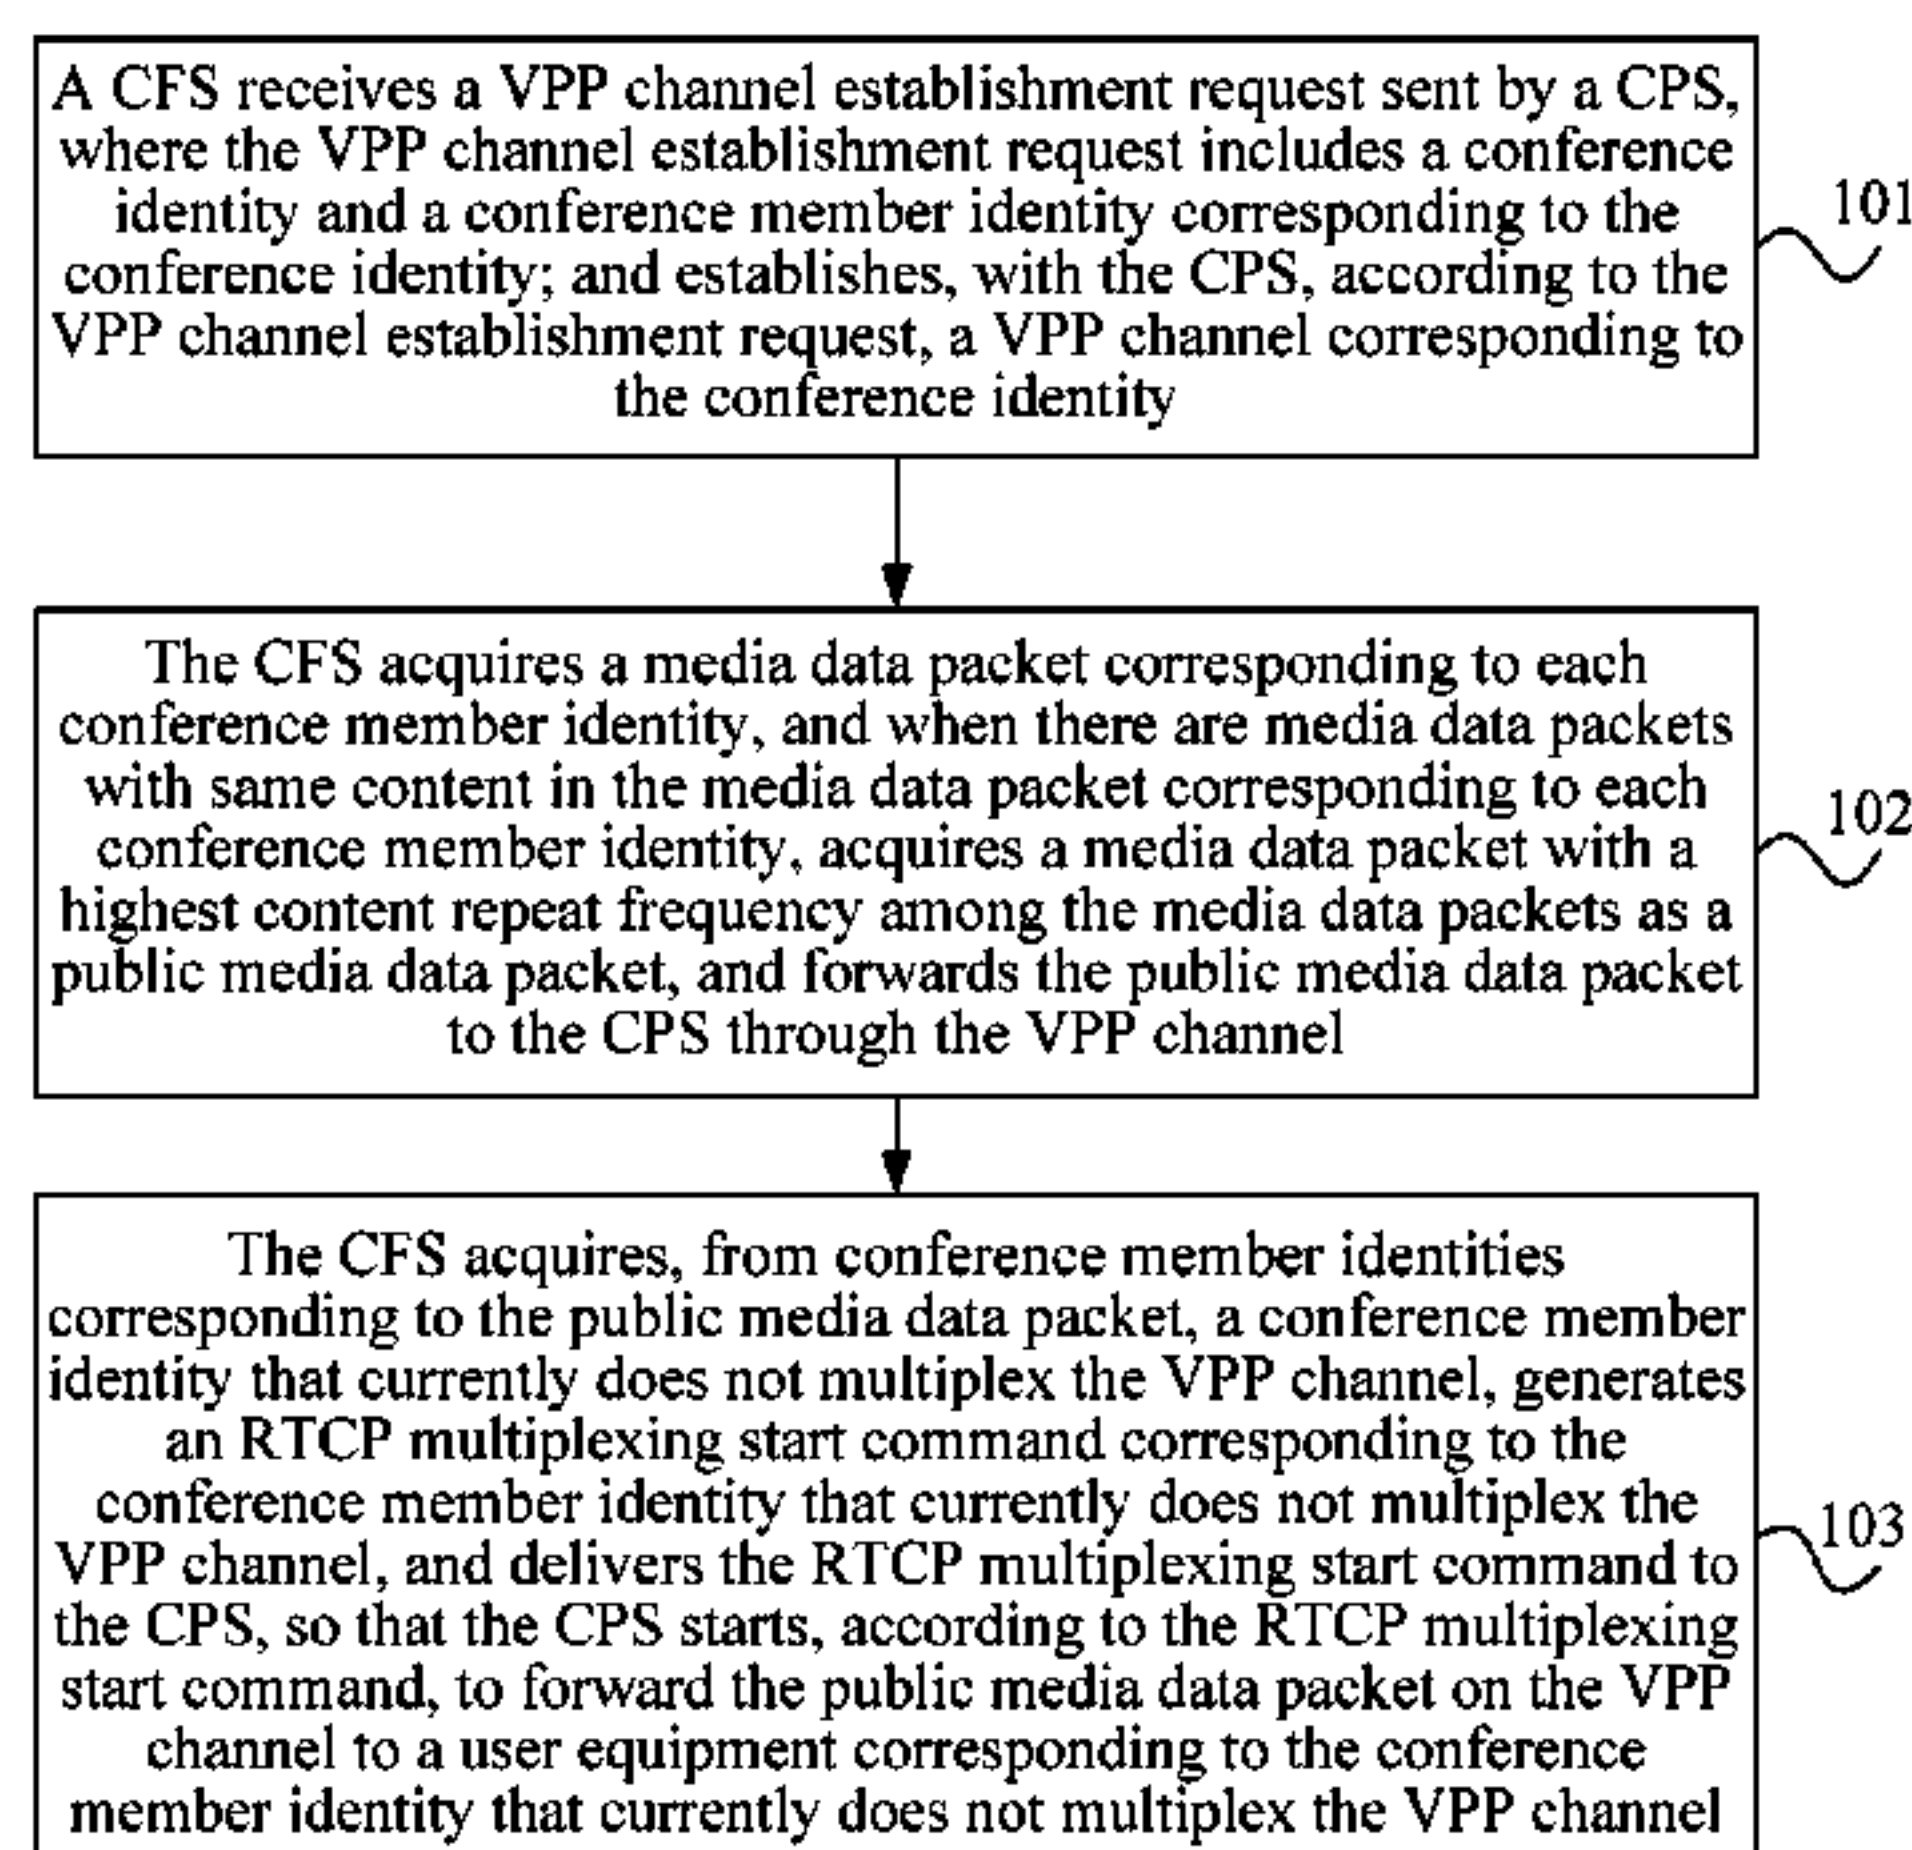 A CFS receives a VPP channel establishment request sent by a CPS,
where the VPP channel establishment request includes a conference
identity and a conference member identity corresponding to the
conference identity; and establishes, with the CPS, according to the
VPP channel establishment request, a VPP channel corresponding to
the conference identity
101
The CFS acquires a media data packet corresponding to each
conference member identity, and when there are media data packets
with same content in the media data packet corresponding to each
conference member identity, acquires a media data packet with a
highest content repeat frequency among the media data packets as a
public media data packet, and forwards the public media data packet
to the CPS through the VPP channel
102
The CFS acquires, from conference member identities
corresponding to the public media data packet, a conference member
identity that currently does not multiplex the VPP channel, generates
an RTCP multiplexing start command corresponding to the
conference member identity that currently does not multiplex the
VPP channel, and delivers the RTCP multiplexing start command to
the CPS, so that the CPS starts, according to the RTCP multiplexing
start command, to forward the public media data packet on the VPP
channel to a user equipment corresponding to the conference
member identity that currently does not multiplex the VPP channel
103